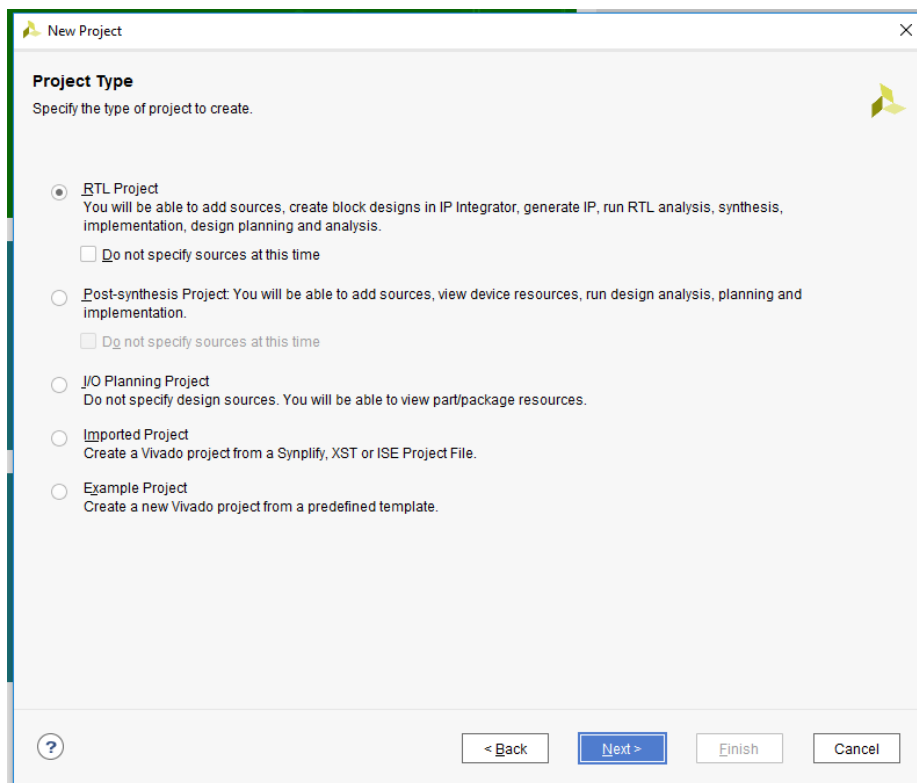 New Project
Project Type
Specify the type of project to create.
RTL Project
You will be able to add sources, create block designs in IP Integrator, generate IP, run RTL analysis, synthesis,
implementation, design planning and analysis.
Do not specify sources at this time
Post-synthesis Project: You will be able to add sources, view device resources, run design analysis, planning and
implementation.
Do not specify sources at this time
I/O Planning Project
Do not specify design sources. You will be able to view part/package resources.
Imported Project
Create a Vivado project from a Synplify, XST or ISE Project File.
Example Project
Create a new Vivado project from a predefined template.
? < Back Next > Finish Cancel